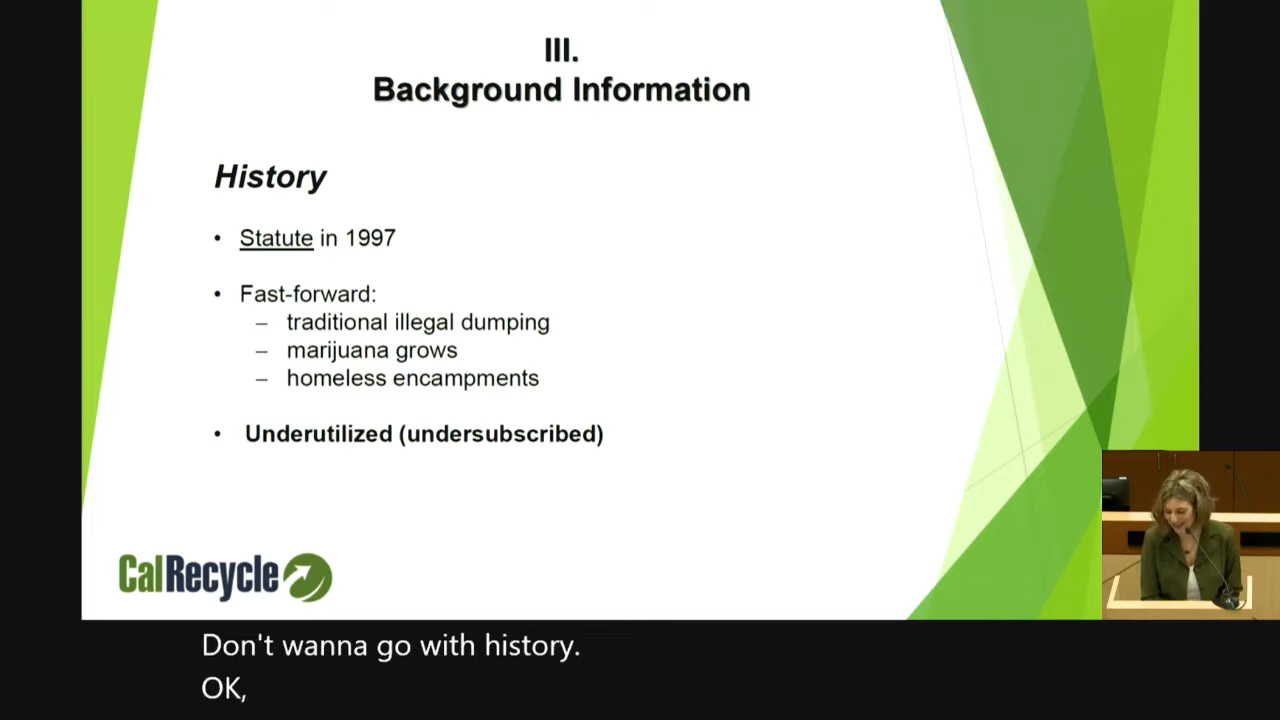 III.
Background Information
History
• Statute in 1997
• Fast-forward:
– traditional illegal dumping
– marijuana grows
– homeless encampments
• Underutilized (undersubscribed)
CalRecycle
Don't wanna go with history.
OK,